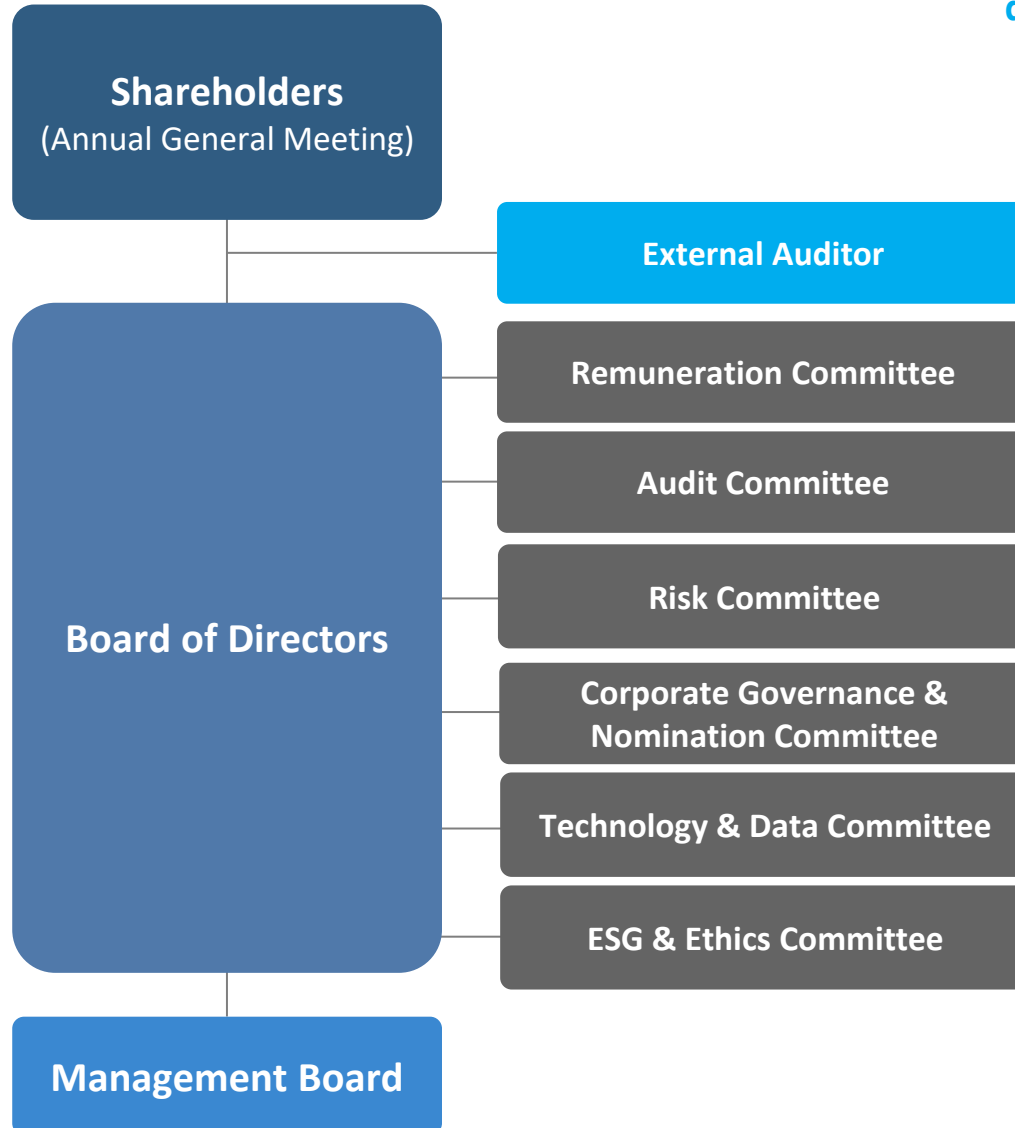 Shareholders
(Annual General Meeting)
External Auditor
Remuneration Committee
Audit Committee
Risk Committee
Board of Directors
Corporate Governance &
Nomination Committee
Technology & Data Committee
ESG & Ethics Committee
Management Board